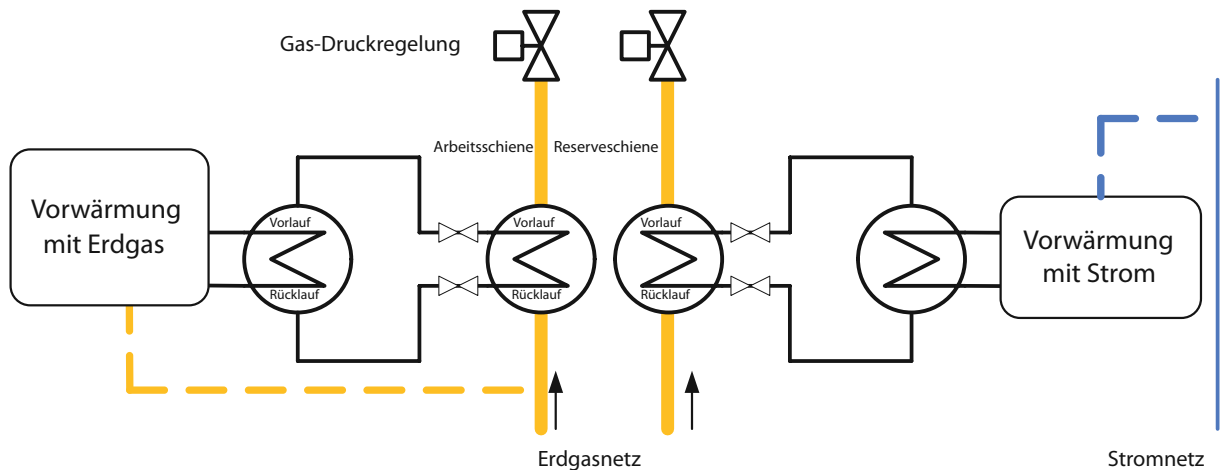 Gas-Druckregelung
Arbeitsschiene
Reserveschiene
Vorwärmung
mit Erdgas
Vorlauf
Rücklauf
Vorlauf
Rücklauf
Vorlauf
Rücklauf
Vorwärmung
mit Strom
Erdgasnetz
Stromnetz